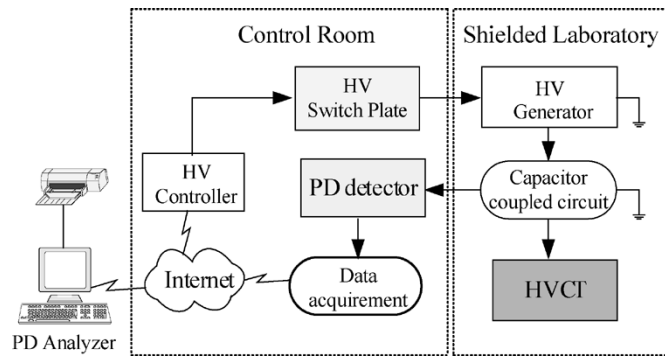 Control Room
Shielded Laboratory
HV
Switch Plate
HV
Generator
HV
Controller
PD detector
Capacitor
coupled circuit
Internet
Data
acquirement
HVCT
PD Analyzer